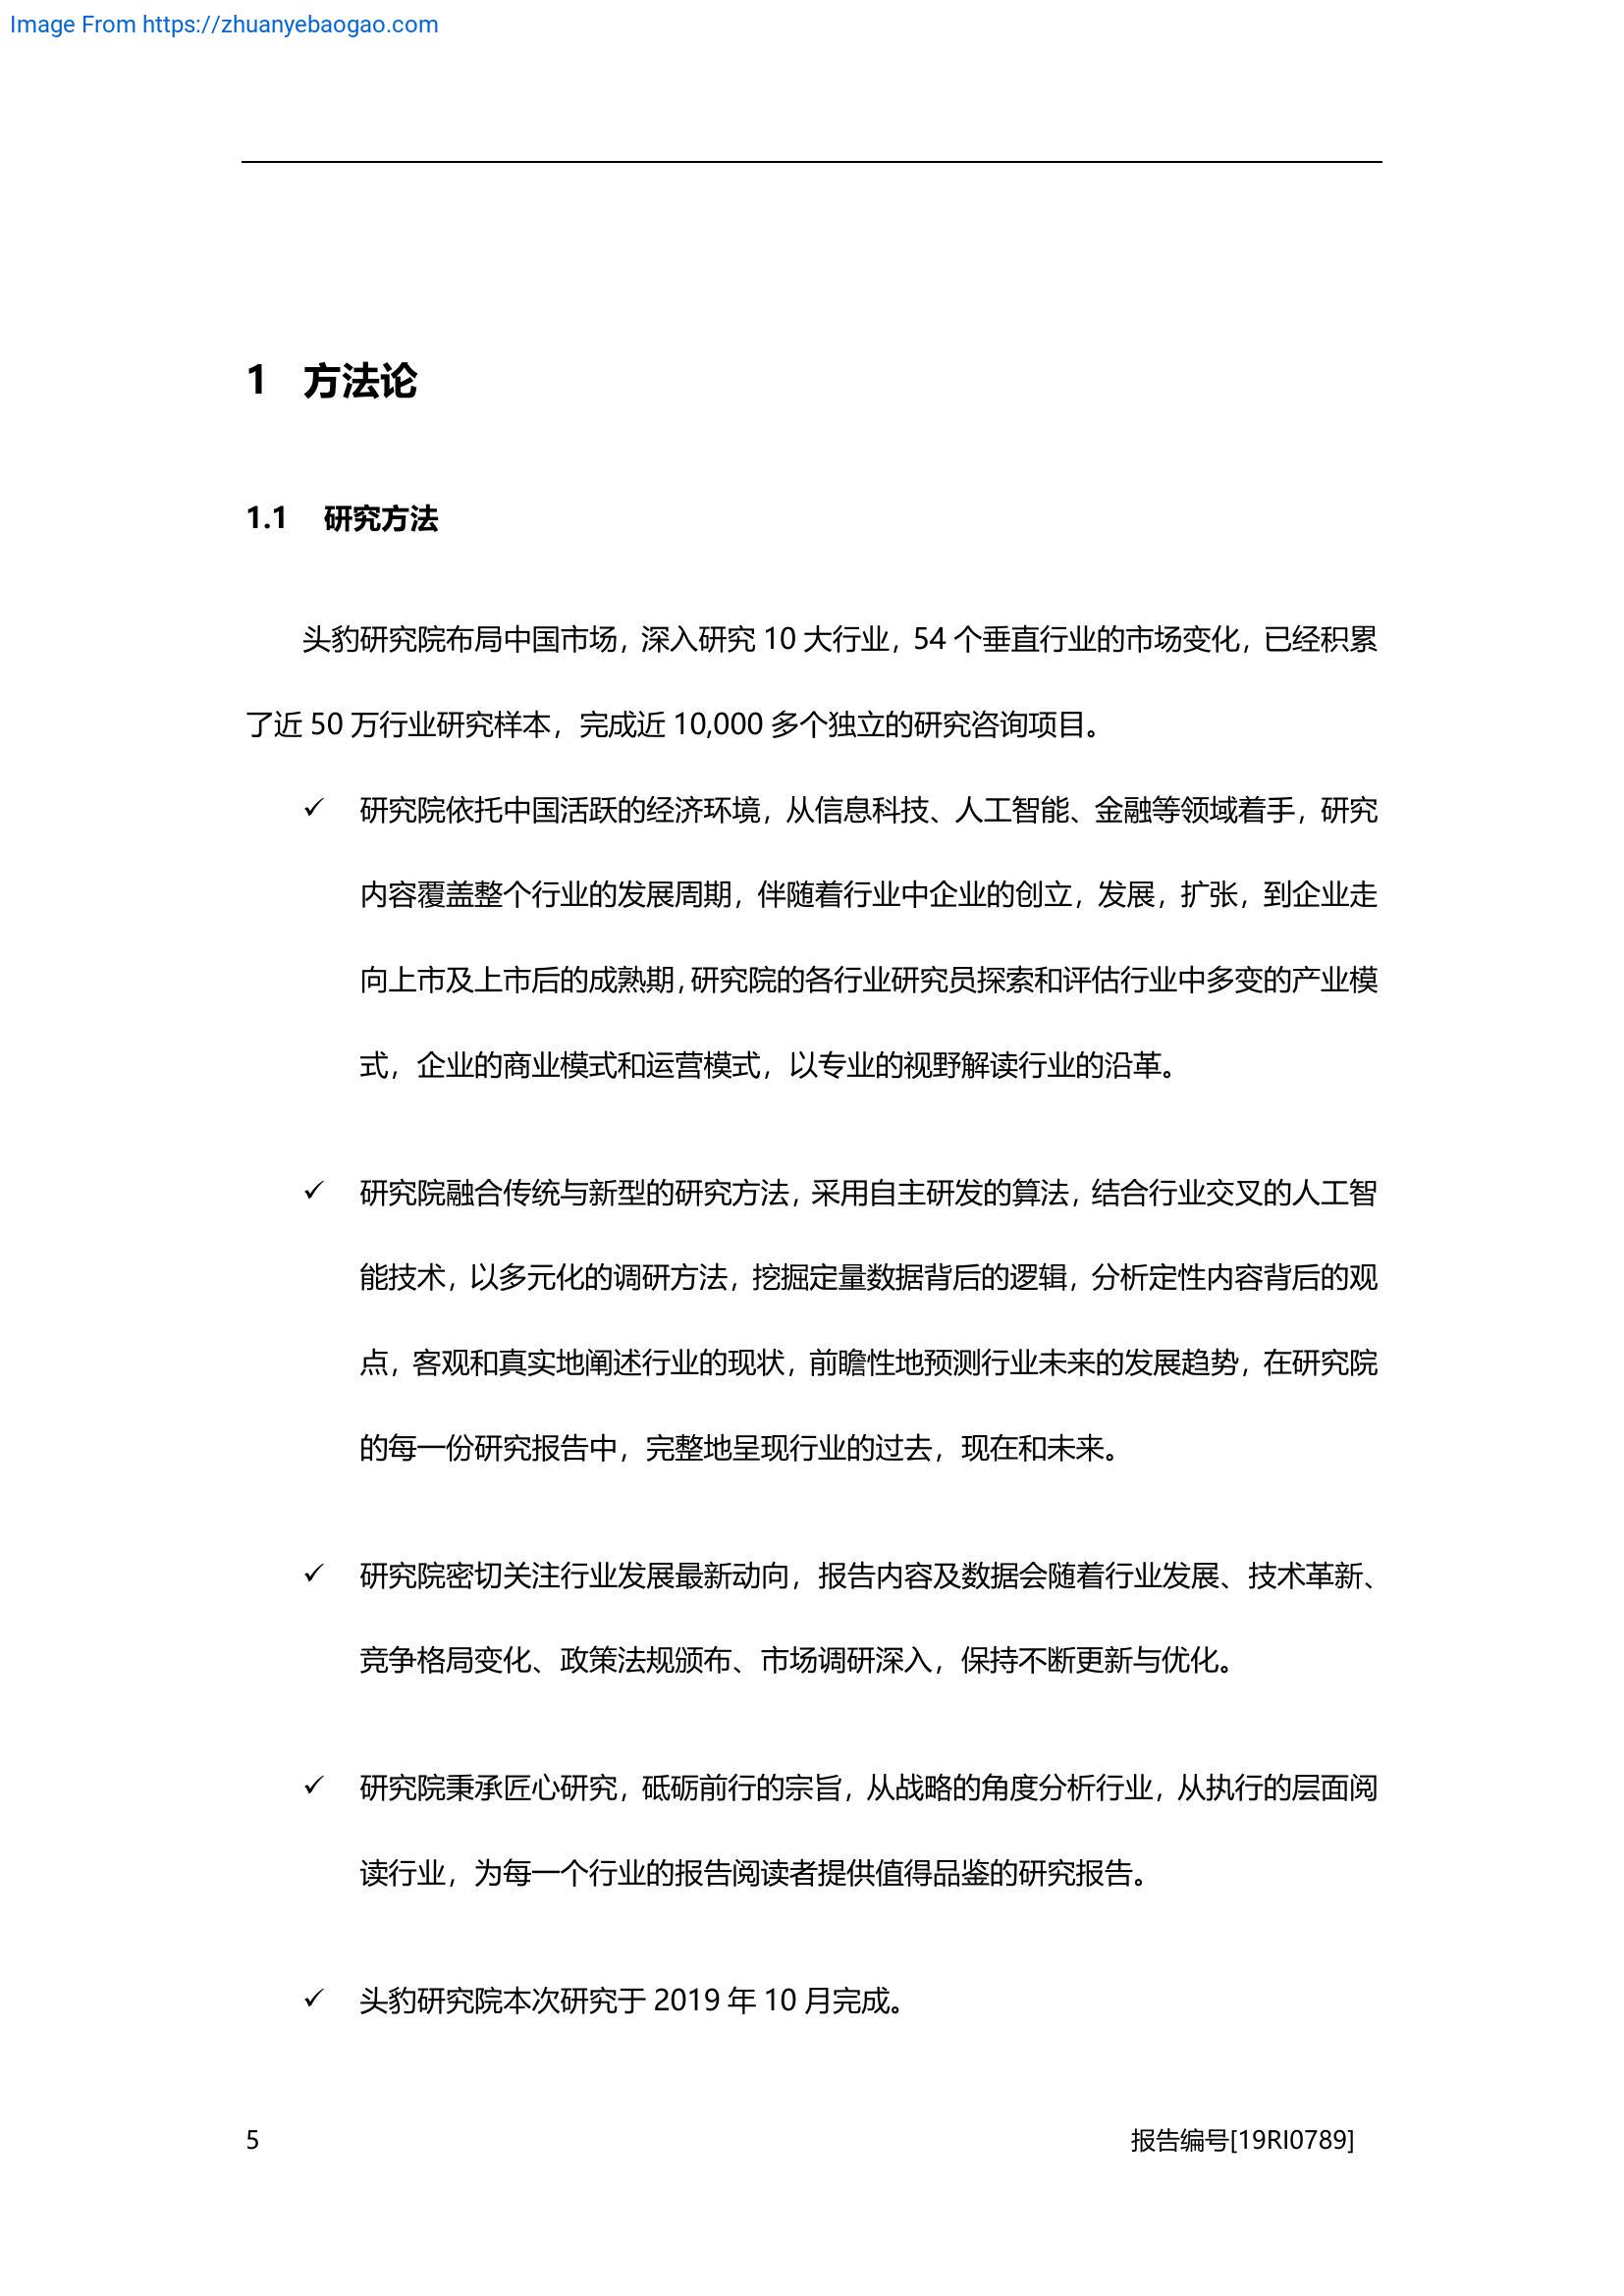 Image From https://zhuanyebaogao.com
1 方法论
1.1 研究方法
头豹研究院布局中国市场，深入研究 10 大行业，54 个垂直行业的市场变化，已经积累
了近 50 万行业研究样本，完成近 10,000 多个独立的研究咨询项目。
✓ 研究院依托中国活跃的经济环境，从信息科技、人工智能、金融等领域着手，研究
内容覆盖整个行业的发展周期，伴随着行业中企业的创立，发展，扩张，到企业走
向上市及上市后的成熟期，研究院的各行业研究员探索和评估行业中多变的产业模
式，企业的商业模式和运营模式，以专业的视野解读行业的沿革。
✓ 研究院融合传统与新型的研究方法，采用自主研发的算法，结合行业交叉的人工智
能技术，以多元化的调研方法，挖掘定量数据背后的逻辑，分析定性内容背后的观
点，客观和真实地阐述行业的现状，前瞻性地预测行业未来的发展趋势，在研究院
的每一份研究报告中，完整地呈现行业的过去，现在和未来。
✓ 研究院密切关注行业发展最新动向，报告内容及数据会随着行业发展、技术革新、
竞争格局变化、政策法规颁布、市场调研深入，保持不断更新与优化。
✓ 研究院秉承匠心研究，砥砺前行的宗旨，从战略的角度分析行业，从执行的层面阅
读行业，为每一个行业的报告阅读者提供值得品鉴的研究报告。
✓ 头豹研究院本次研究于 2019 年 10 月完成。
5
报告编号[19RI0789]